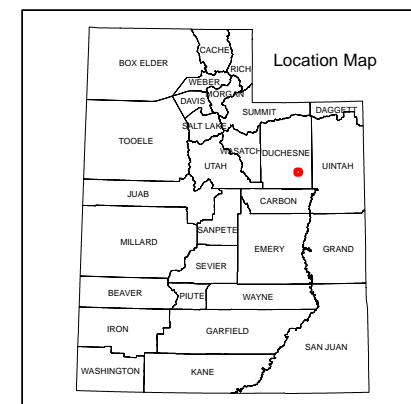 Location Map
CACHE
BOX ELDER
RICH
WEBER
MORGAN
DAVIS
SUMMIT
DAGGETT
SALT LAKE
TOOELE
WASATCH
DUCHESNE
UTAH
UINTAH
JUAB
CARBON
SANPETE
MILLARD
EMERY
GRAND
SEVIER
BEAVER
PIUTE
WAYNE
IRON
GARFIELD
SAN JUAN
WASHINGTON
KANE